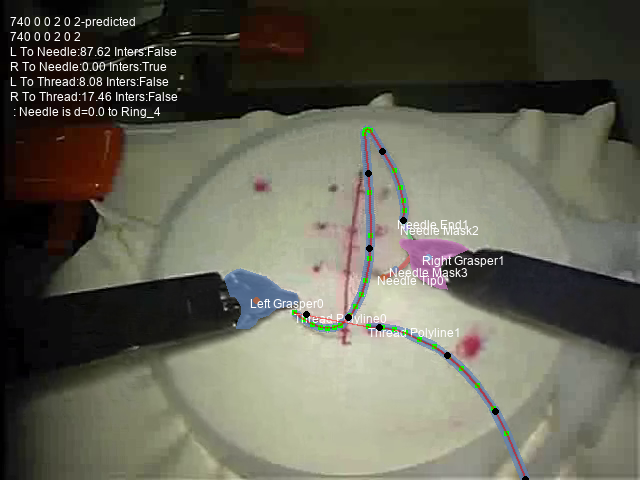 740 0 0 2 0 2-predicted
740 0 0 2 0 2
L To Needle:87.62 Inters:False
R To Needle:0.00 Inters:True
L To Thread:8.08 Inters:False
R To Thread:17.46 Inters:False
: Needle is d=0.0 to Ring_4
Needle End1
Needle Mask2
Right Grasper1
Needle Mask3
Needle Tip0
Left Grasper0
Thread Polyline0
Thread Polyline1